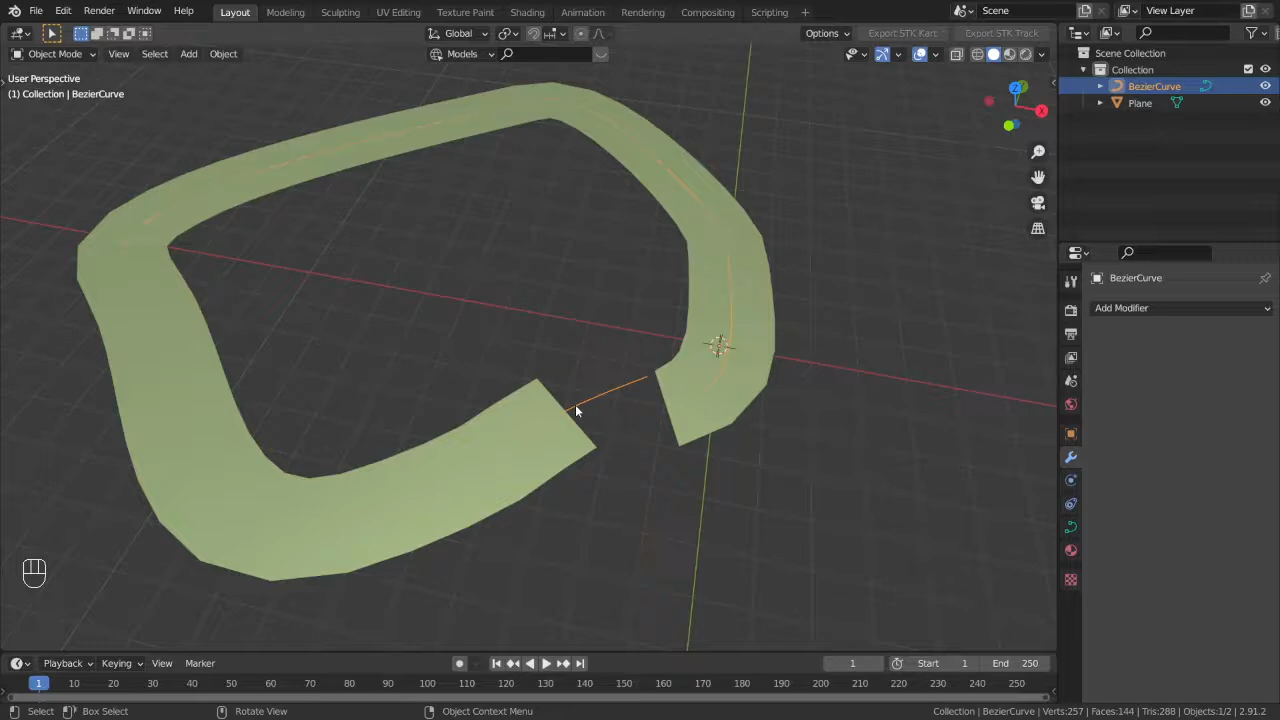 File Edit Render Window Help Layout Modeling Sculpting UV Editing Texture Paint Shading Animation Rendering Compositing Scripting + Scene View Layer
Global Options Export STK Kart Export STK Track
Object Mode View Select Add Object Models Scene Collection
Collection
User Perspective BezierCurve
(1) Collection | BezierCurve Plane
Z
X
BezierCurve
Add Modifier
Playback Keying View Marker 1 Start 1 End 250
1 10 20 30 40 50 60 70 80 90 100 110 120 130 140 150 160 170 180 190 200 210 220 230 240 250
Select Box Select Rotate View Object Context Menu Collection | BezierCurve | Verts:257 | Faces:144 | Tris:288 | Objects:1/2 | 2.91.2